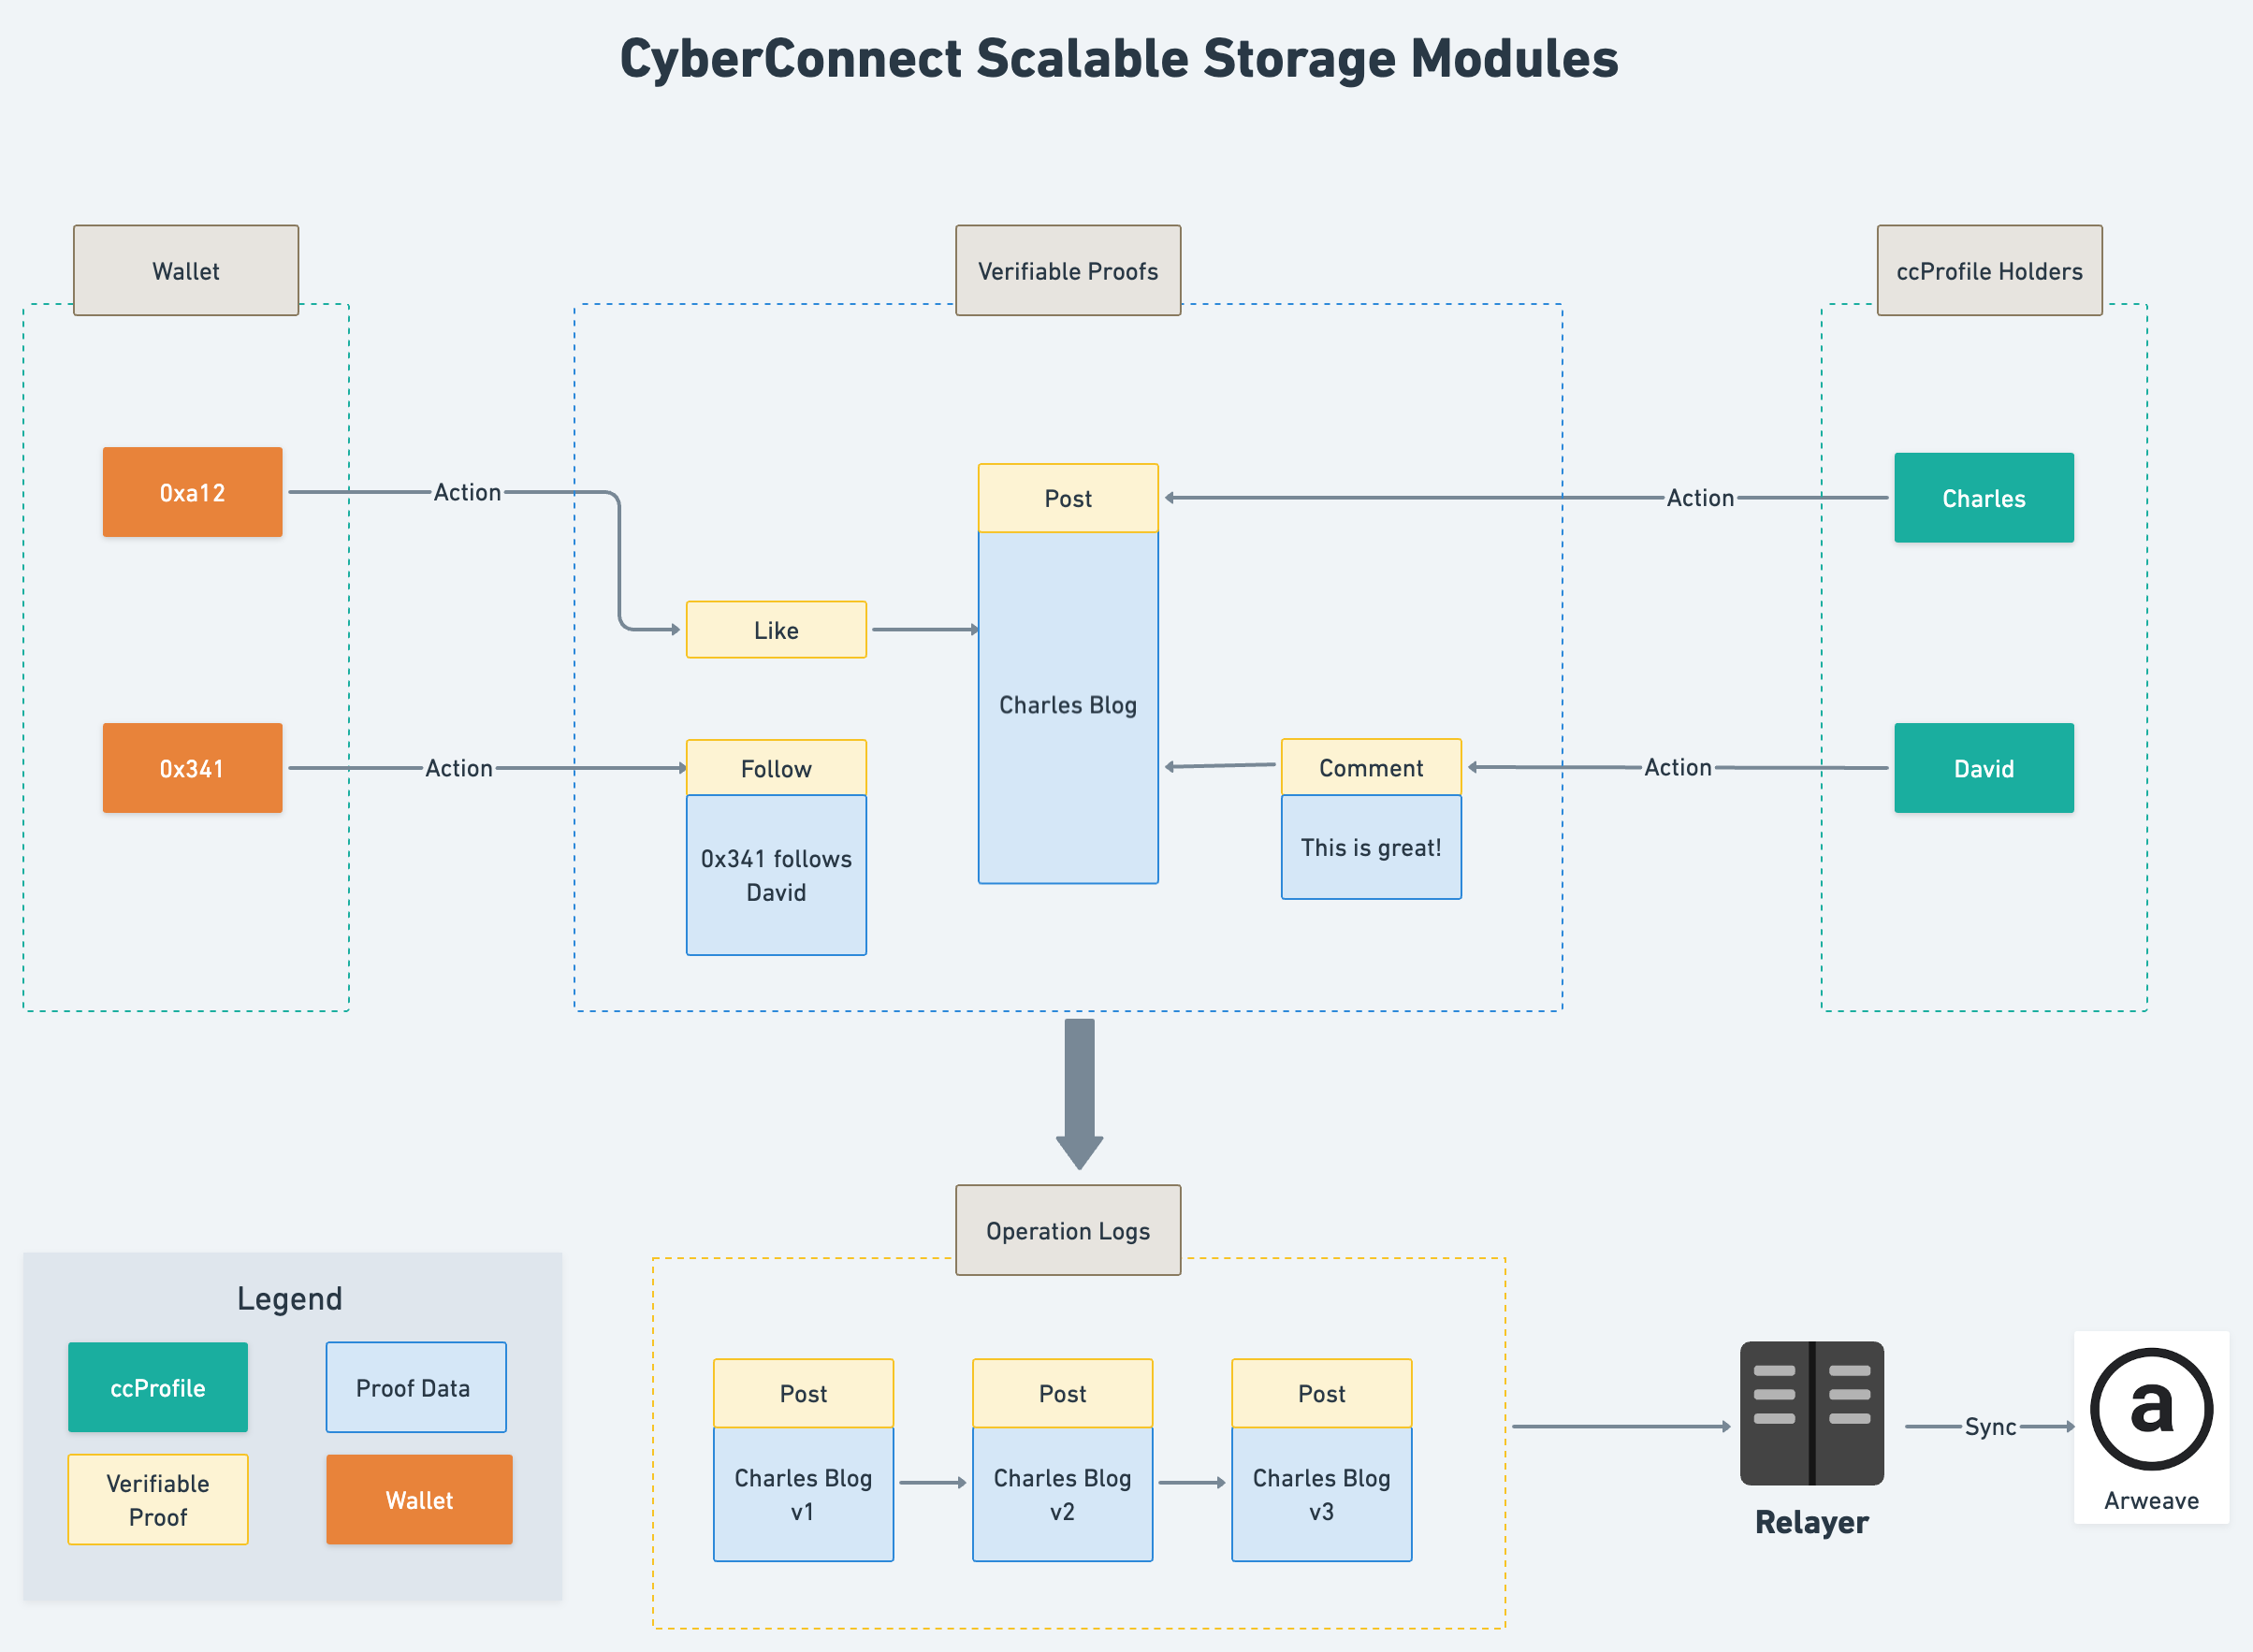 CyberConnect Scalable Storage Modules
Wallet
Verifiable Proofs
ccProfile Holders
0xa12
Action
Post
Action
Charles
Like
Charles Blog
0x341
Action
Follow
Comment
Action
David
0x341 follows
David
This is great!
Operation Logs
Legend
ccProfile
Proof Data
Verifiable
Proof
Wallet
Post
Charles Blog
v1
Post
Charles Blog
v2
Post
Charles Blog
v3
Relayer
Sync
a
Arweave